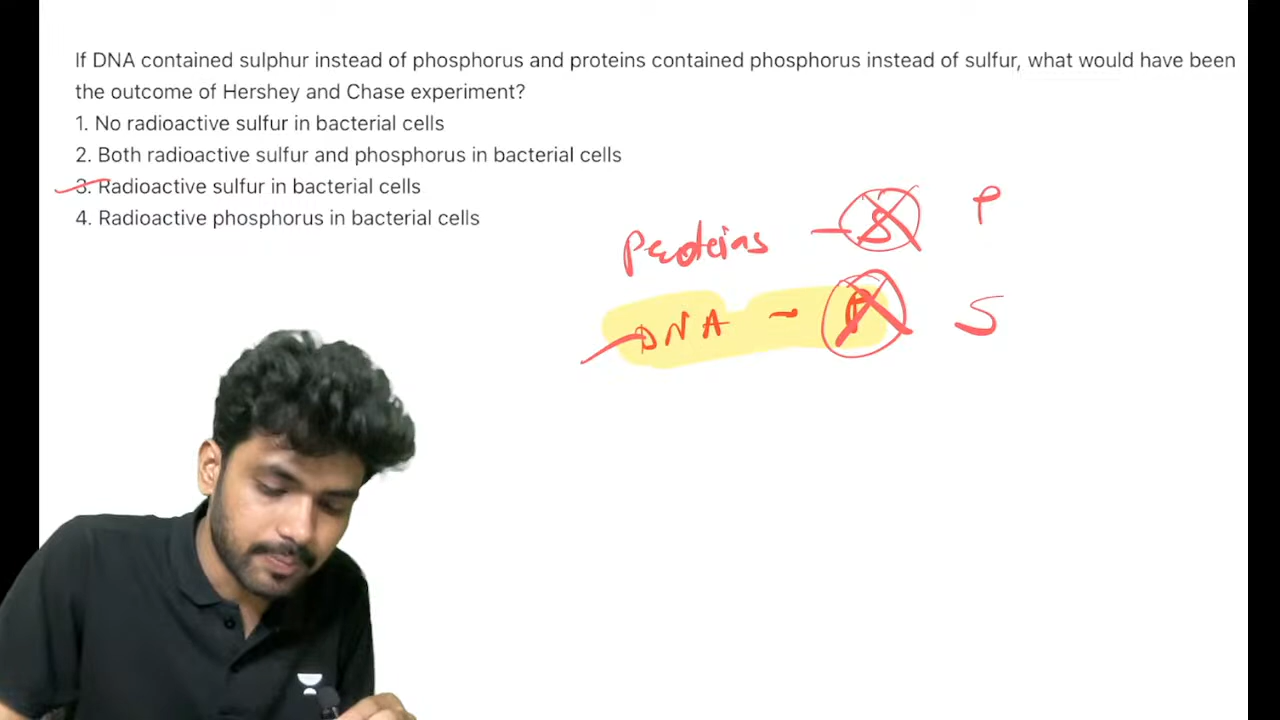 If DNA contained sulphur instead of phosphorus and proteins contained phosphorus instead of sulfur, what would have been
the outcome of Hershey and Chase experiment?
1. No radioactive sulfur in bacterial cells
2. Both radioactive sulfur and phosphorus in bacterial cells
3. Radioactive sulfur in bacterial cells
4. Radioactive phosphorus in bacterial cells
Proteins - S P
DNA - P S